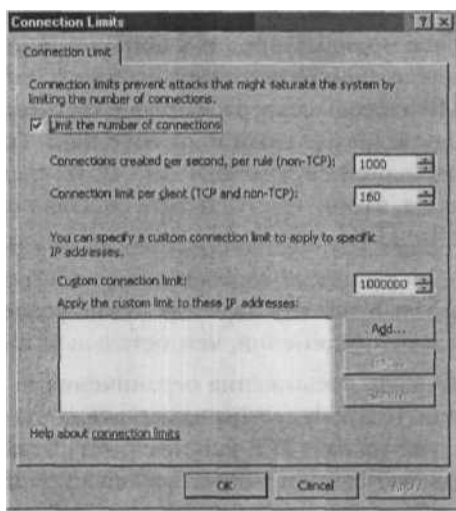 Connection Limits
Connection Limit
Connection limits prevent attacks that might saturate the system by
limiting the number of connections.
Limit the number of connections
Connections created per second, per rule (non-TCP): 1000
Connection limit per client (TCP and non-TCP): 160
You can specify a custom connection limit to apply to specific
IP addresses.
Custom connection limit: 1000000
Apply the custom limit to these IP addresses:
Add...
Help about connection limits
OK Cancel